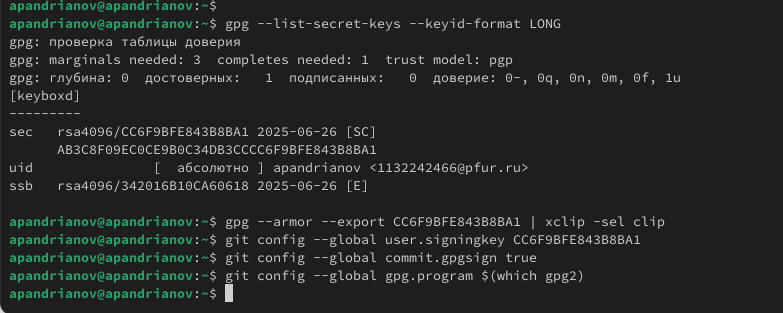 apandrianov@apandrianov:~$
apandrianov@apandrianov:~$ gpg --list-secret-keys --keyid-format LONG
gpg: проверка таблицы доверия
gpg: marginals needed: 3  completes needed: 1  trust model: pgp
gpg: глубина: 0  достоверных:   1  подписанных:   0  доверие: 0-, 0q, 0n, 0m, 0f, 1u
[keyboxd]
---------
sec   rsa4096/CC6F9BFE843B8BA1 2025-06-26 [SC]
      AB3C8F09EC0CE9B0C34DB3CCCC6F9BFE843B8BA1
uid               [  абсолютно ] apandrianov <1132242466@pfur.ru>
ssb   rsa4096/342016B10CA60618 2025-06-26 [E]

apandrianov@apandrianov:~$ gpg --armor --export CC6F9BFE843B8BA1 | xclip -sel clip
apandrianov@apandrianov:~$ git config --global user.signingkey CC6F9BFE843B8BA1
apandrianov@apandrianov:~$ git config --global commit.gpgsign true
apandrianov@apandrianov:~$ git config --global gpg.program $(which gpg2)
apandrianov@apandrianov:~$